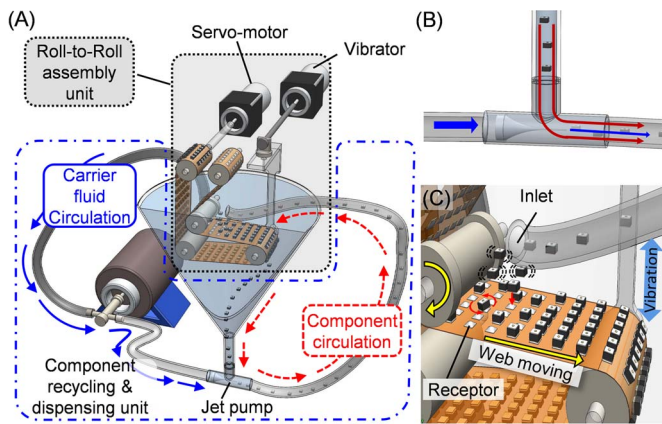 (A)
Servo-motor
Vibrator
Roll-to-Roll
assembly
unit
Carrier
fluid
Circulation
Component
circulation
Component
recycling &
dispensing unit
Jet pump
(B)
(C)
Inlet
Vibration
Web moving
Receptor